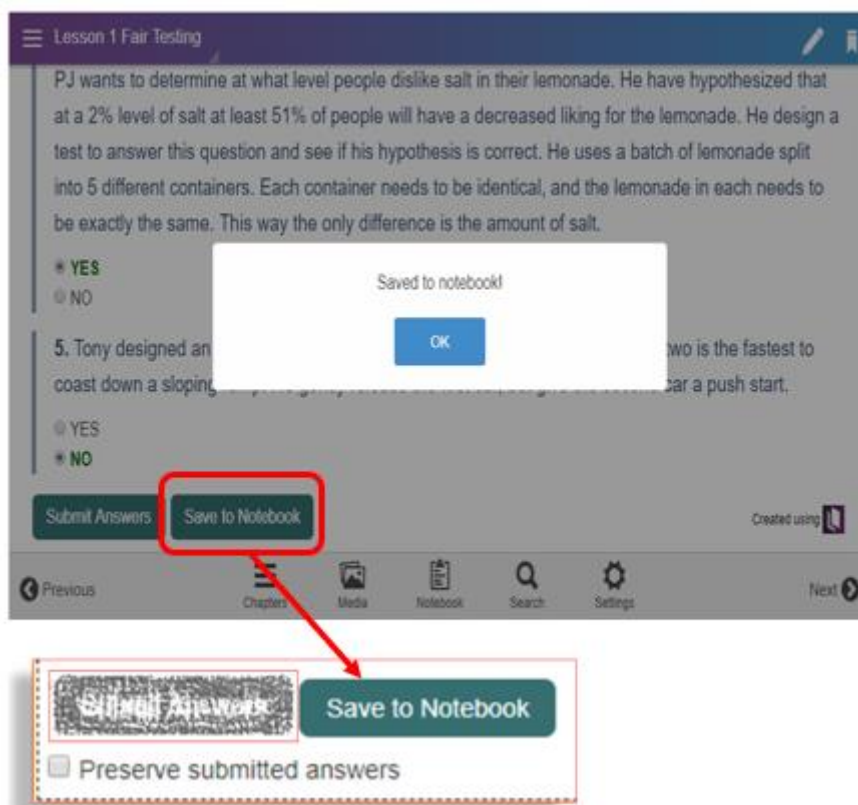 Lesson 1 Fair Testing
PJ wants to determine at what level people dislike salt in their lemonade. He have hypothesized that
at a 2% level of salt at least 51% of people will have a decreased liking for the lemonade. He design a
test to answer this question and see if his hypothesis is correct. He uses a batch of lemonade split
into 5 different containers. Each container needs to be identical, and the lemonade in each needs to
be exactly the same. This way the only difference is the amount of salt.
YES
NO
Saved to notebook!
OK
5. Tony designed an two is the fastest to
coast down a sloping car a push start.
YES
NO
Submit Answers Save to Notebook
Created using
Previous Chapters Media Notebook Search Settings Next
Submit Answers Save to Notebook
Preserve submitted answers